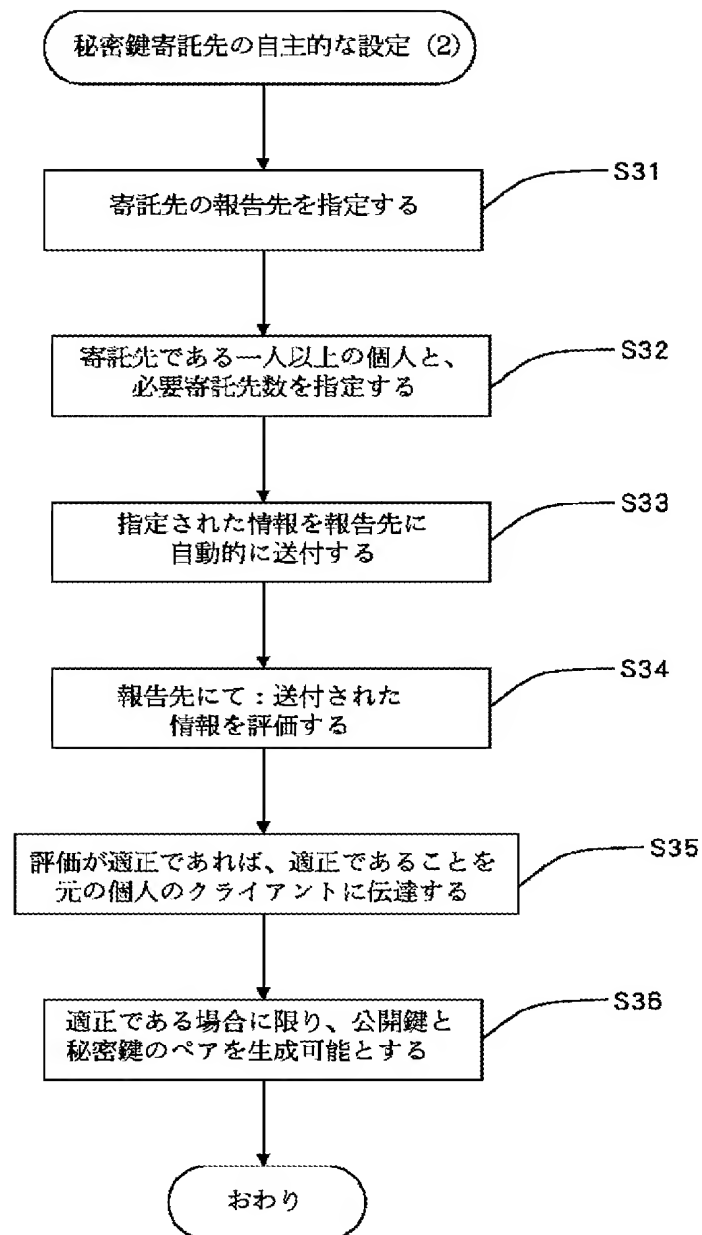 秘密鍵寄託先の自主的な設定（2）
寄託先の報告先を指定する
S31
寄託先である一人以上の個人と、
必要寄託先数を指定する
S32
指定された情報を報告先に
自動的に送付する
S33
報告先にて：送付された
情報を評価する
S34
評価が適正であれば、適正であることを
元の個人のクライアントに伝達する
S35
適正である場合に限り、公開鍵と
秘密鍵のペアを生成可能とする
S36
おわり